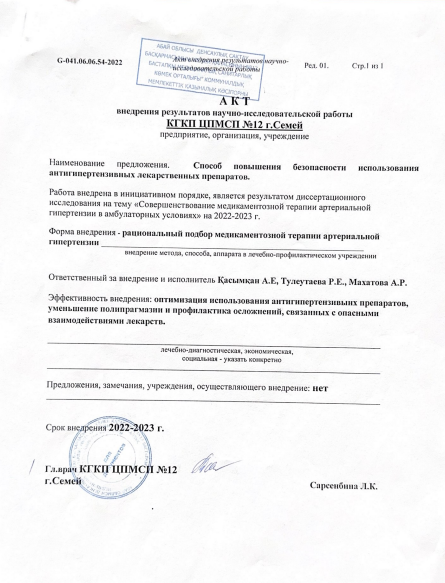 G-041.06.06.54-2022
Акт внедрения результатов научно-
исследовательской работы
Ред. 01.
Стр.1 из 1
АБАЙ ОБЛЫСЫ ДЕНСАУЛЫҚ САҚТАУ
КӨМЕК ОРТАЛЫҒЫ" КОММУНАЛДЫҚ
МЕМЛЕКЕТТІК ҚАЗЫНАЛЫҚ КӘСІПОРНЫ
А К Т
внедрения результатов научно-исследовательской работы
КГКП ЦПМСП №12 г.Семей
предприятие, организация, учреждение
Наименование предложения. Способ повышения безопасности использования
антигипертензивных лекарственных препаратов.
Работа внедрена в инициативном порядке, является результатом диссертационного
исследования на тему «Совершенствование медикаментозной терапии артериальной
гипертензии в амбулаторных условиях» на 2022-2023 г.
Форма внедрения - рациональный подбор медикаментозной терапии артериальной
гипертензии
внедрение метода, способа, аппарата в лечебно-профилактическом учреждении
Ответственный за внедрение и исполнитель Қасымқан А.Е, Тулеутаева Р.Е., Махатова А.Р.
Эффективность внедрения: оптимизация использования антигипертензивных препаратов,
уменьшение полипрагмазии и профилактика осложнений, связанных с опасными
взаимодействиями лекарств.
лечебно-диагностическая, экономическая,
социальная - указать конкретно
Предложения, замечания, учреждения, осуществляющего внедрение: нет
Срок внедрения 2022-2023 г.
Гл.врач КГКП ЦПМСП №12
г.Семей
Сарсенбина Л.К.